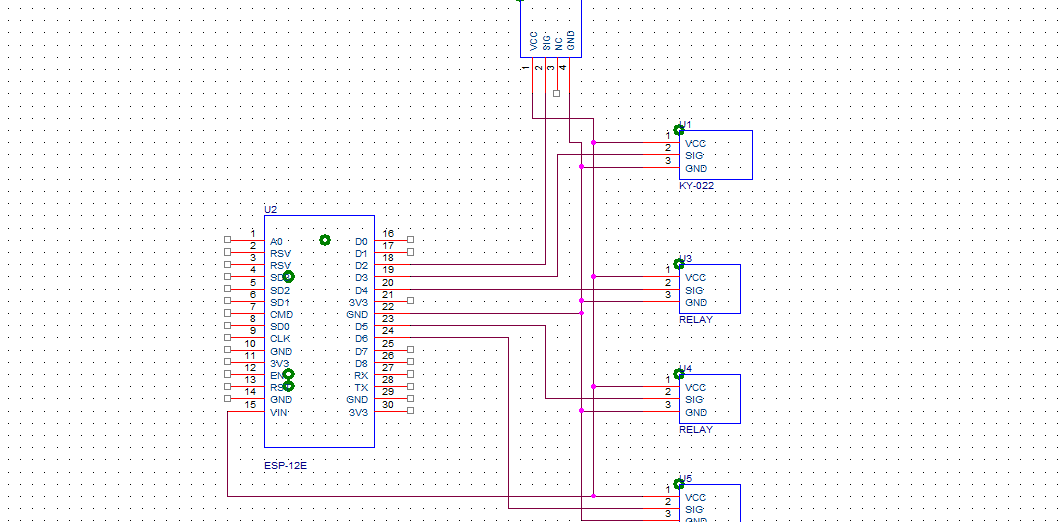 VCC SIG NC GND
1 2 3 4
U1
1 VCC
2 SIG
3 GND
KY-022
U2
1 A0 D0 16
2 RSV D1 17
3 RSV D2 18
4 D3 19
5 SD2 D4 20
6 SD1 3V3 21
7 CMD GND 22
8 SD0 D5 23
9 CLK D6 24
10 GND D7 25
11 3V3 D8 26
12 RX 27
13 TX 28
14 GND GND 29
15 VIN 3V3 30
ESP-12E
U3
1 VCC
2 SIG
3 GND
RELAY
U4
1 VCC
2 SIG
3 GND
RELAY
U5
1 VCC
2 SIG
3 GND